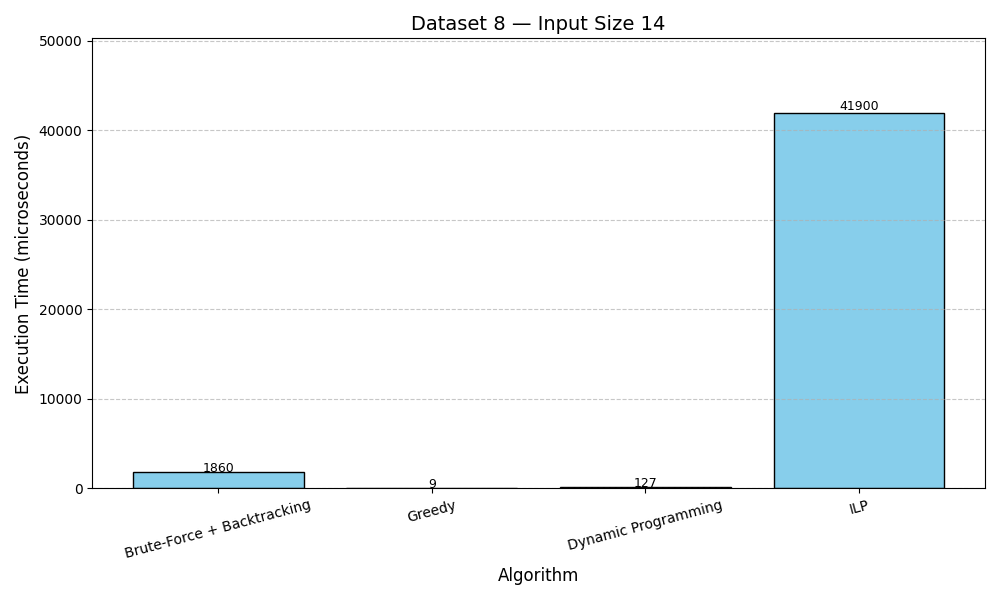 Dataset 8 — Input Size 14
Execution Time (microseconds)
50000
40000
30000
20000
10000
0
1860
9
127
41900
Brute-Force + Backtracking
Greedy
Dynamic Programming
ILP
Algorithm